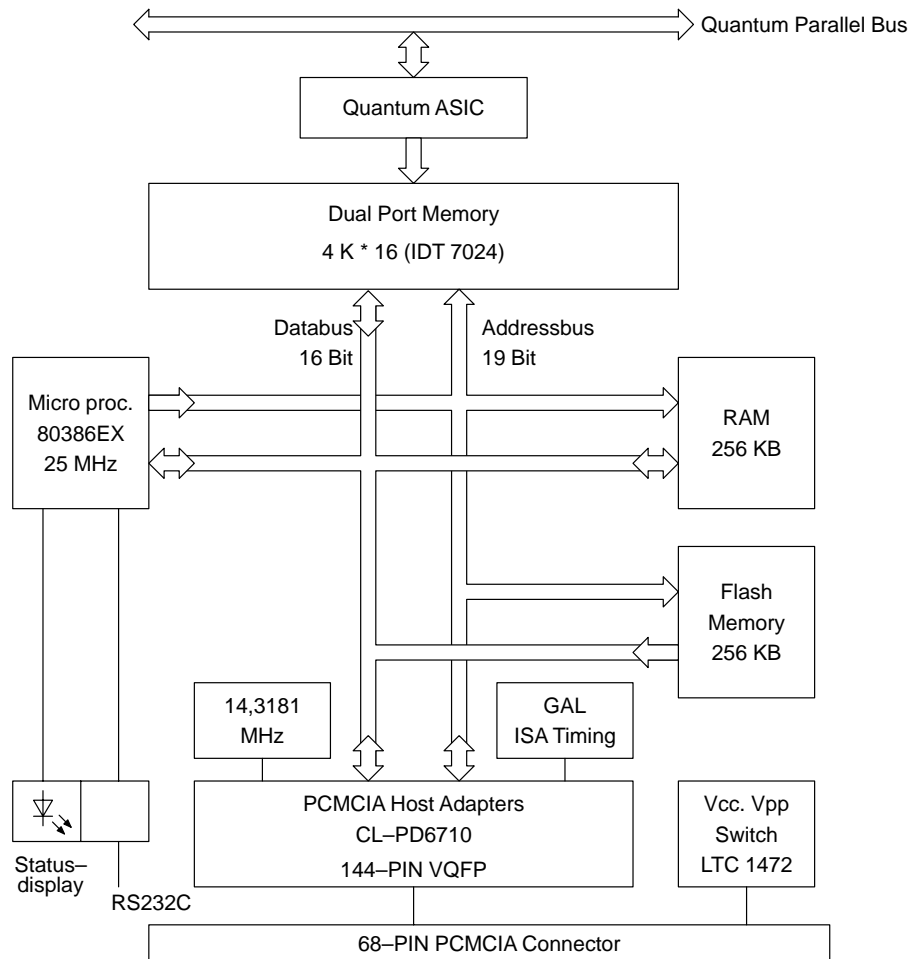 Quantum Parallel Bus
Quantum ASIC
Dual Port Memory
4 K * 16 (IDT 7024)
Databus
16 Bit
Addressbus
19 Bit
Micro proc.
80386EX
25 MHz
RAM
256 KB
Flash
Memory
256 KB
14,3181
MHz
GAL
ISA Timing
PCMCIA Host Adapters
CL–PD6710
144–PIN VQFP
Vcc. Vpp
Switch
LTC 1472
Status–
display
RS232C
68–PIN PCMCIA Connector